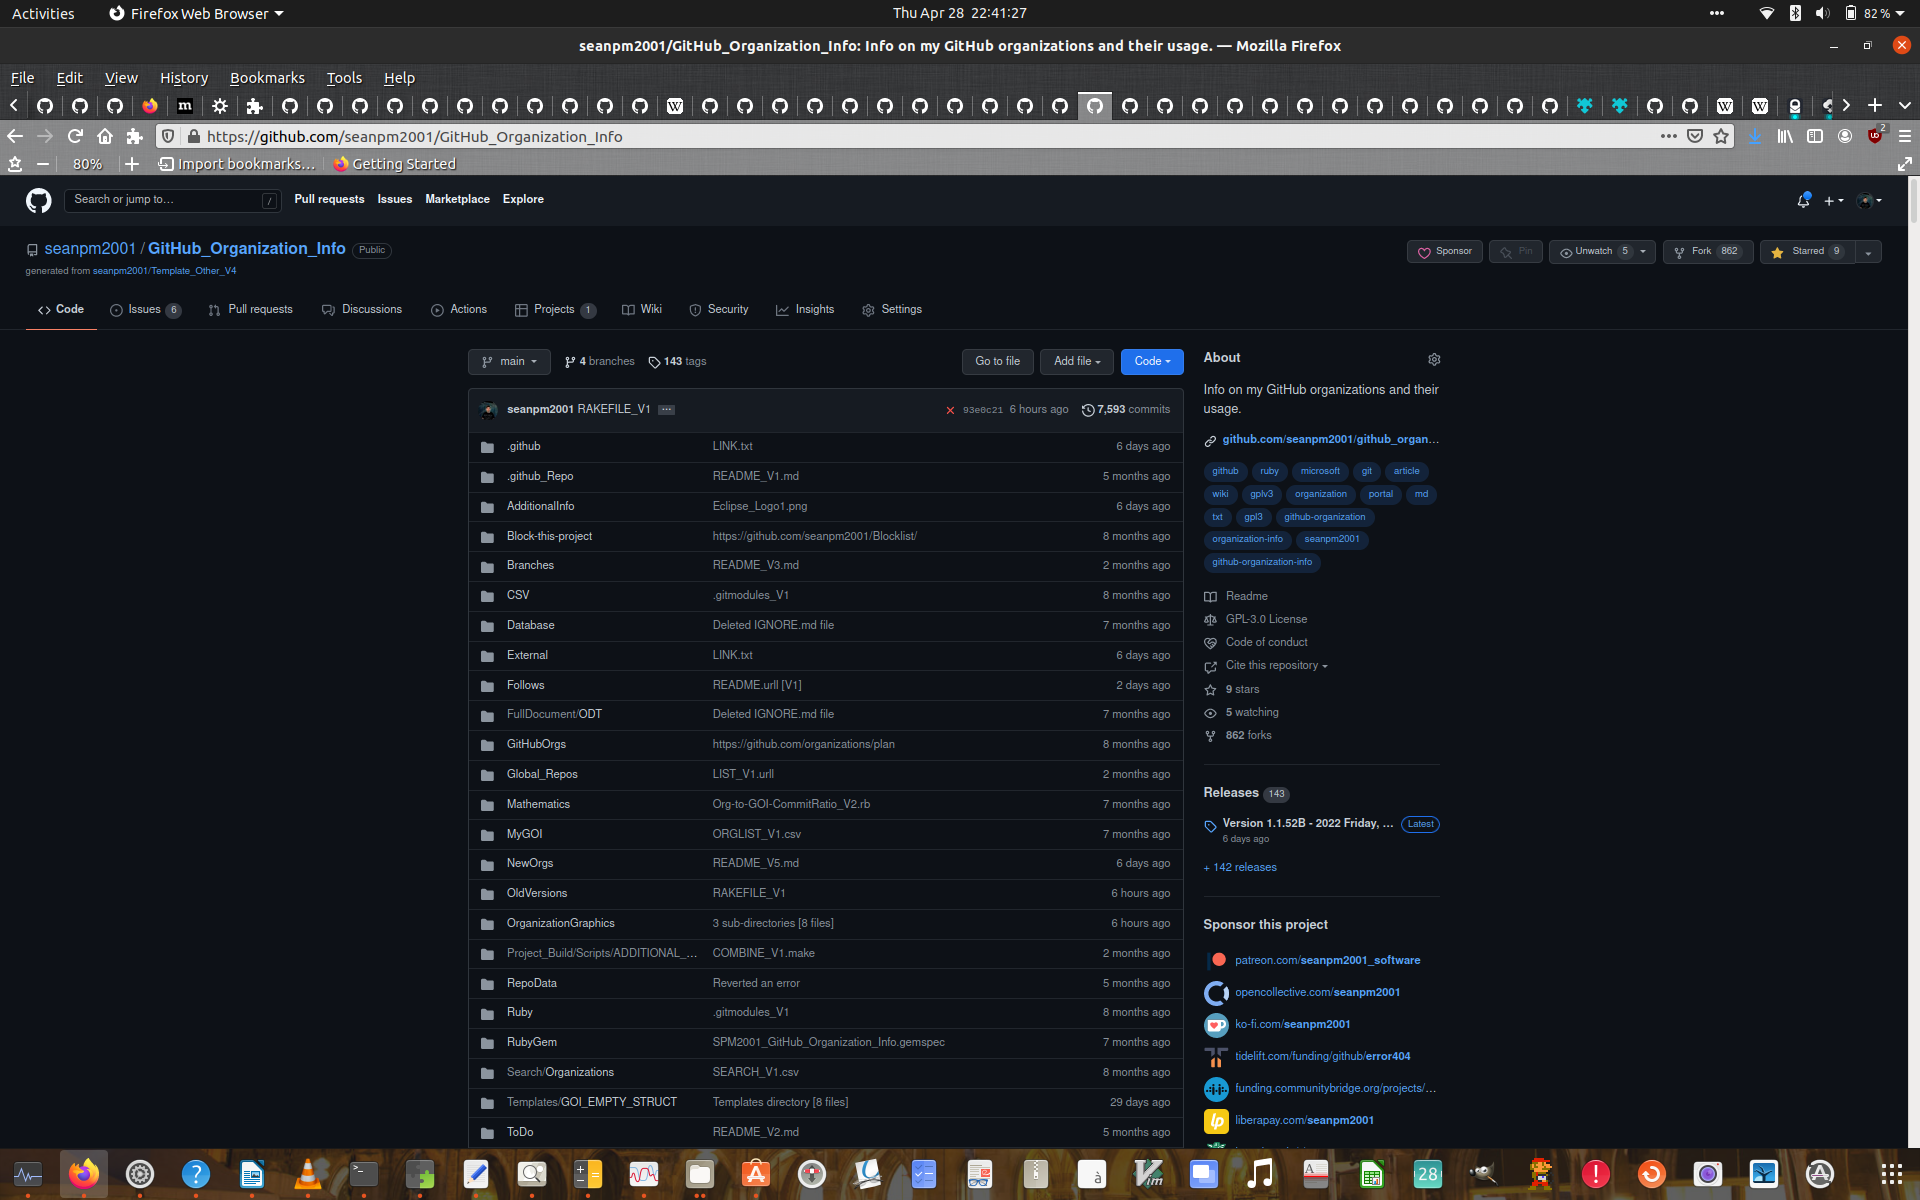 Activities Firefox Web Browser Thu Apr 28 22:41:27 82 %
seanpm2001/GitHub_Organization_Info: Info on my GitHub organizations and their usage. — Mozilla Firefox
File Edit View History Bookmarks Tools Help
https://github.com/seanpm2001/GitHub_Organization_Info 2
80% Import bookmarks… Getting Started
Search or jump to… / Pull requests Issues Marketplace Explore
seanpm2001 / GitHub_Organization_Info Public Sponsor Pin Unwatch 5 Fork 862 Starred 9
generated from seanpm2001/Template_Other_V4
Code Issues 6 Pull requests Discussions Actions Projects 1 Wiki Security Insights Settings
main 4 branches 143 tags Go to file Add file Code
seanpm2001 RAKEFILE_V1 … 93e0c21 6 hours ago 7,593 commits
.github LINK.txt 6 days ago
.github_Repo README_V1.md 5 months ago
AdditionalInfo Eclipse_Logo1.png 6 days ago
Block-this-project https://github.com/seanpm2001/Blocklist/ 8 months ago
Branches README_V3.md 2 months ago
CSV .gitmodules_V1 8 months ago
Database Deleted IGNORE.md file 7 months ago
External LINK.txt 6 days ago
Follows README.urll [V1] 2 days ago
FullDocument/ODT Deleted IGNORE.md file 7 months ago
GitHubOrgs https://github.com/organizations/plan 8 months ago
Global_Repos LIST_V1.urll 2 months ago
Mathematics Org-to-GOI-CommitRatio_V2.rb 7 months ago
MyGOI ORGLIST_V1.csv 7 months ago
NewOrgs README_V5.md 6 days ago
OldVersions RAKEFILE_V1 6 hours ago
OrganizationGraphics 3 sub-directories [8 files] 6 hours ago
Project_Build/Scripts/ADDITIONAL_… COMBINE_V1.make 2 months ago
RepoData Reverted an error 5 months ago
Ruby .gitmodules_V1 8 months ago
RubyGem SPM2001_GitHub_Organization_Info.gemspec 7 months ago
Search/Organizations SEARCH_V1.csv 8 months ago
Templates/GOI_EMPTY_STRUCT Templates directory [8 files] 29 days ago
ToDo README_V2.md 5 months ago
About
Info on my GitHub organizations and their
usage.
github.com/seanpm2001/github_organ…
github ruby microsoft git article
wiki gplv3 organization portal md
txt gpl3 github-organization
organization-info seanpm2001
github-organization-info
Readme
GPL-3.0 License
Code of conduct
Cite this repository
9 stars
5 watching
862 forks
Releases 143
Version 1.1.52B - 2022 Friday, … Latest
6 days ago
+ 142 releases
Sponsor this project
patreon.com/seanpm2001_software
opencollective.com/seanpm2001
ko-fi.com/seanpm2001
tidelift.com/funding/github/error404
funding.communitybridge.org/projects/…
liberapay.com/seanpm2001
28